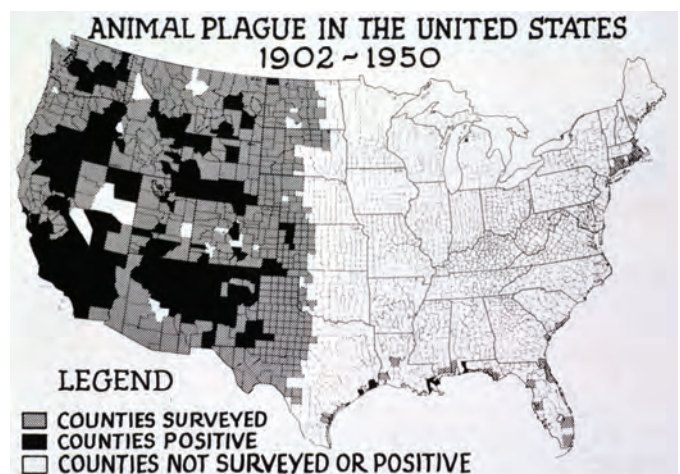 ANIMAL PLAGUE IN THE UNITED STATES
1902~1950
LEGEND
COUNTIES SURVEYED
COUNTIES POSITIVE
COUNTIES NOT SURVEYED OR POSITIVE